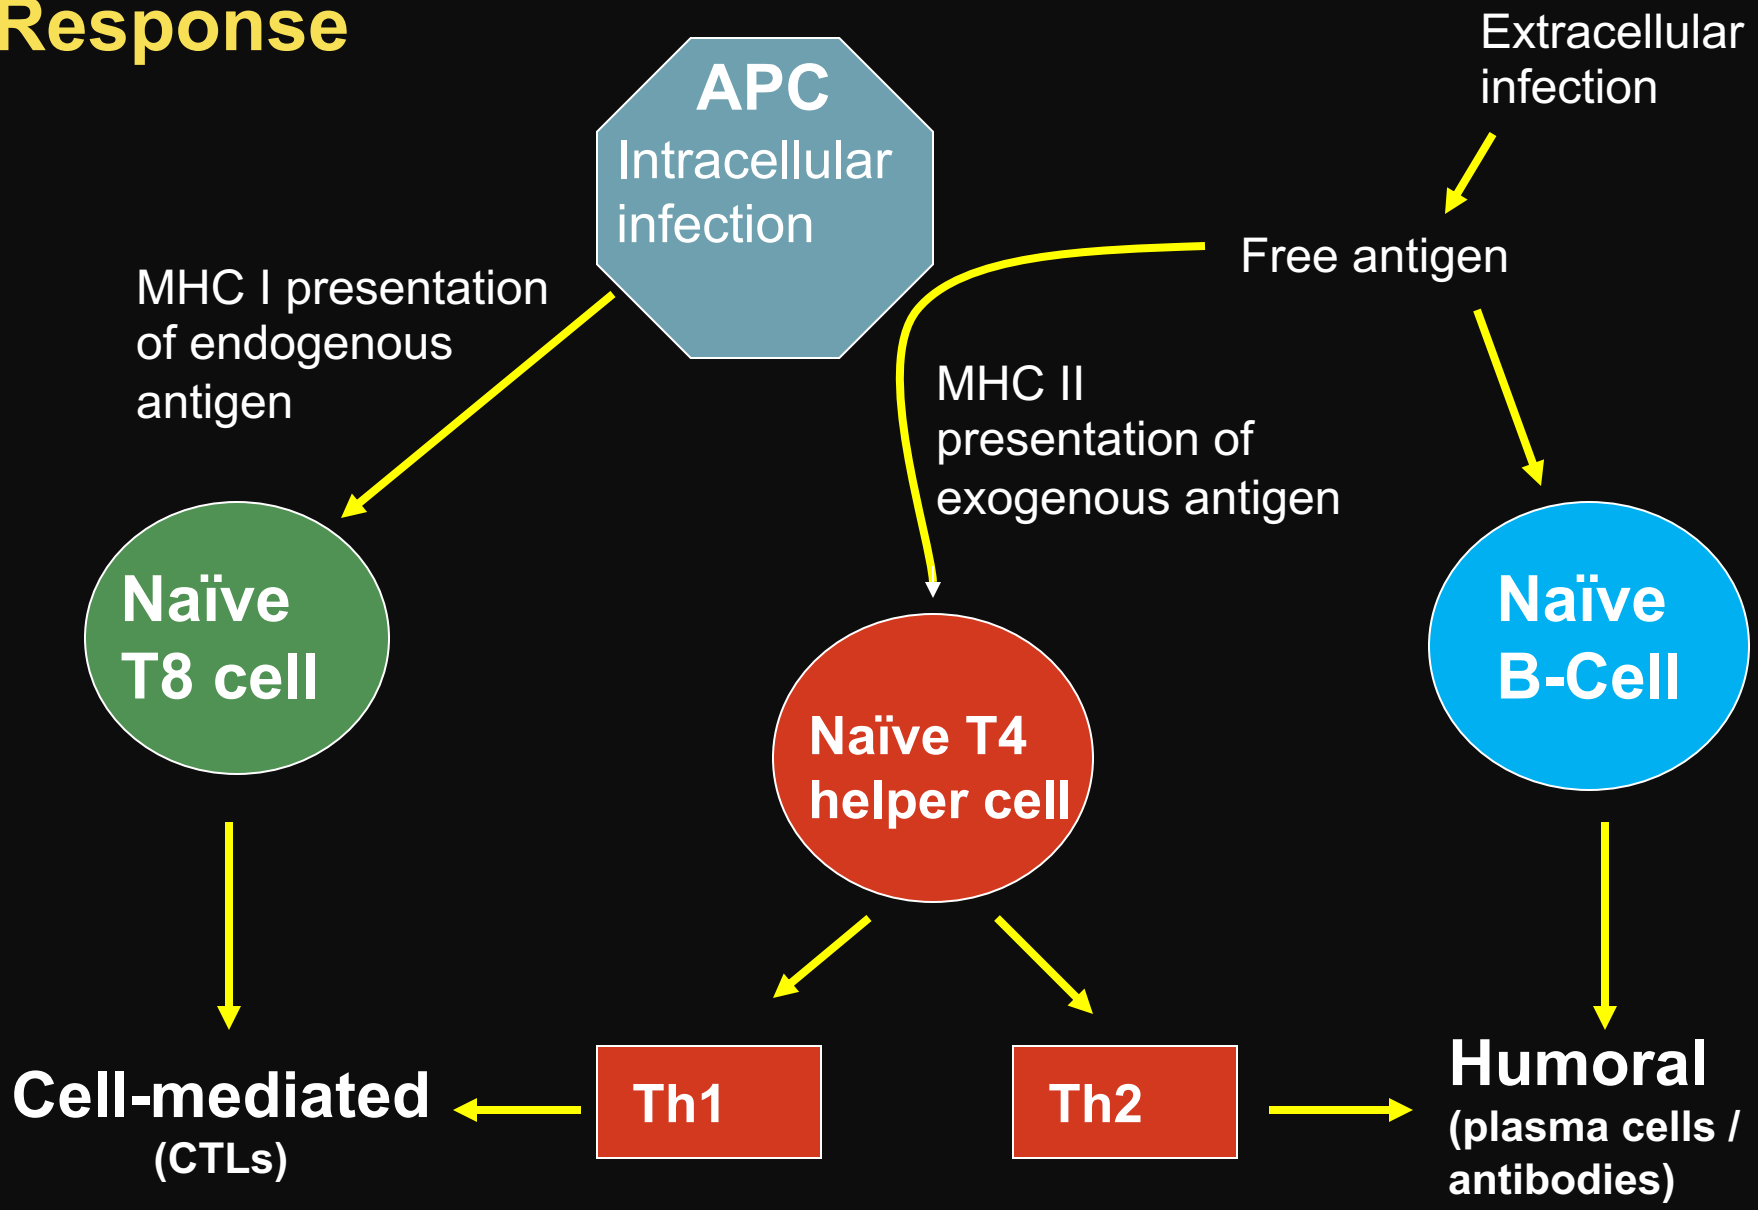 Response
APC
Intracellular
infection
Extracellular
infection
Free antigen
MHC I presentation
of endogenous
antigen
MHC II
presentation of
exogenous antigen
Naïve
T8 cell
Naïve T4
helper cell
Naïve
B-Cell
Cell-mediated
(CTLs)
Th1
Th2
Humoral
(plasma cells /
antibodies)